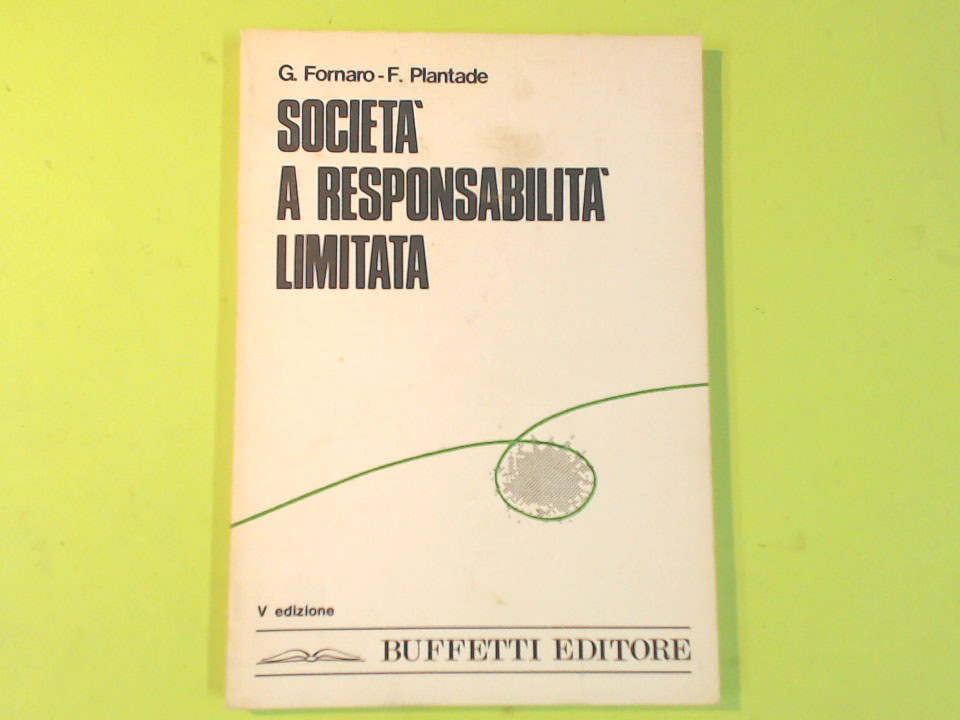 G. Fornaro - F. Plantade
SOCIETA'
A RESPONSABILITA'
LIMITATA
V edizione
BUFFETTI EDITORE